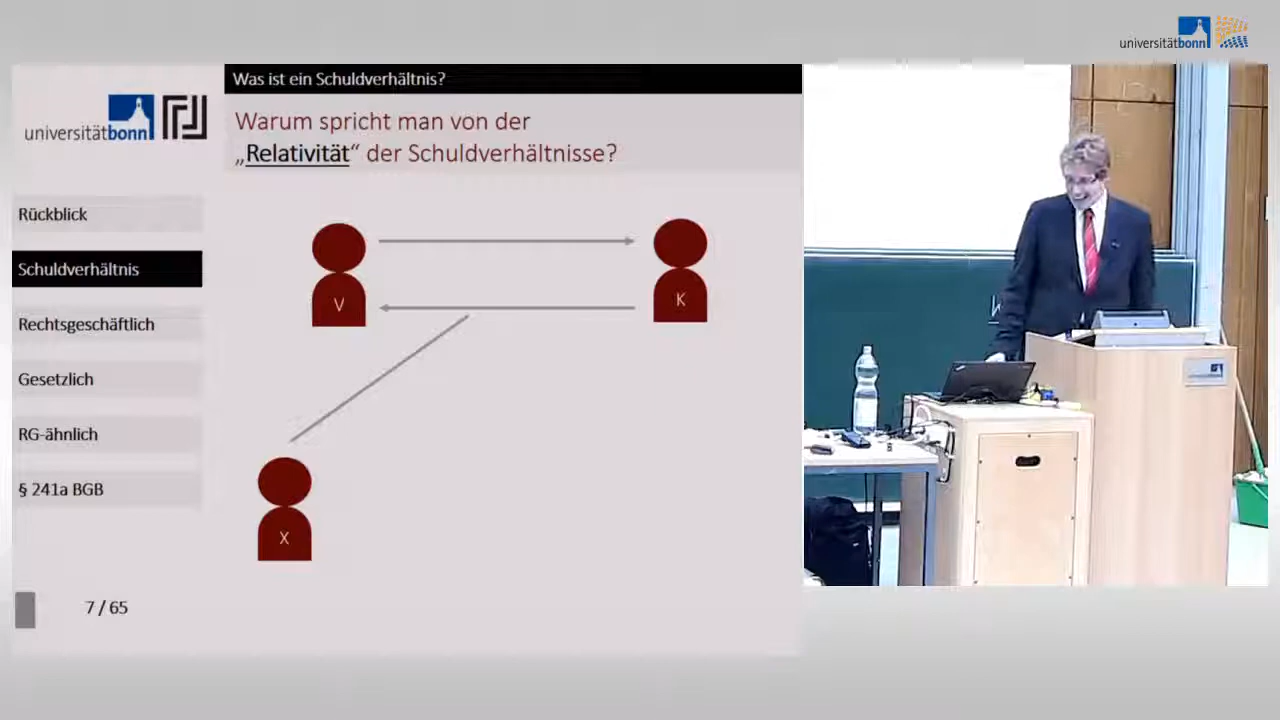 universitätbonn
Was ist ein Schuldverhältnis?
universitätbonn
Warum spricht man von der
„Relativität“ der Schuldverhältnisse?
Rückblick
Schuldverhältnis
Rechtsgeschäftlich
Gesetzlich
RG-ähnlich
§ 241a BGB
V
K
X
7 / 65